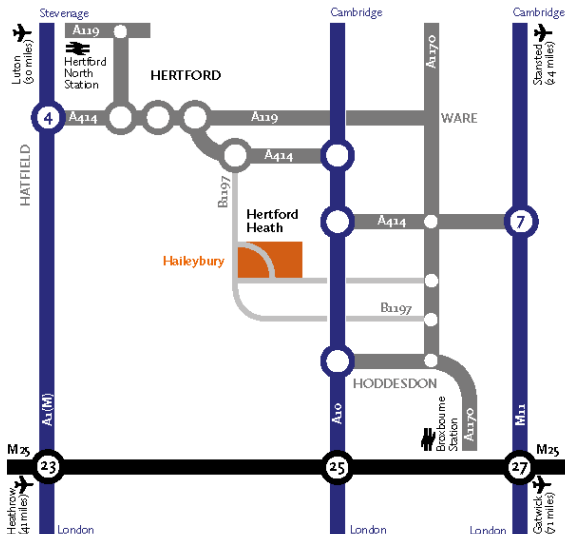 Stevenage
Cambridge
Cambridge
Luton
(30 miles)
A119
Hertford
North
Station
HERTFORD
A1170
Stansted
(24 miles)
4
A414
A119
WARE
HATFIELD
A414
B1197
Hertford
Heath
A414
7
Haileybury
B1197
HODDESDON
A1(M)
A10
Broxbourne
Station
A1170
M11
M25
23
25
27
M25
Heathrow
(41 miles)
Gatwick
(71 miles)
London
London
London